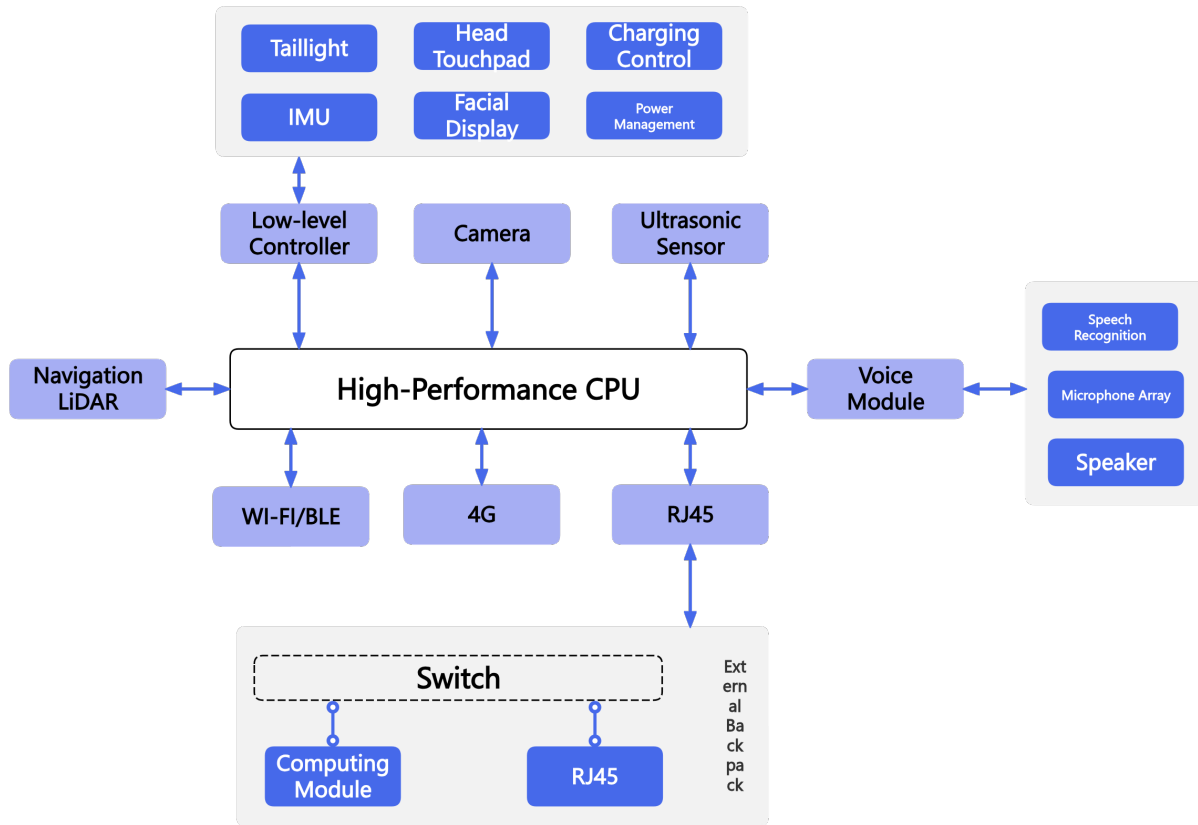 Taillight
Head
Touchpad
Charging
Control
IMU
Facial
Display
Power
Management
Low-level
Controller
Camera
Ultrasonic
Sensor
Navigation
LiDAR
High-Performance CPU
Voice
Module
Speech
Recognition
Microphone Array
Speaker
WI-FI/BLE
4G
RJ45
Switch
Computing
Module
RJ45
Ext
ern
al
Ba
ck
pa
ck